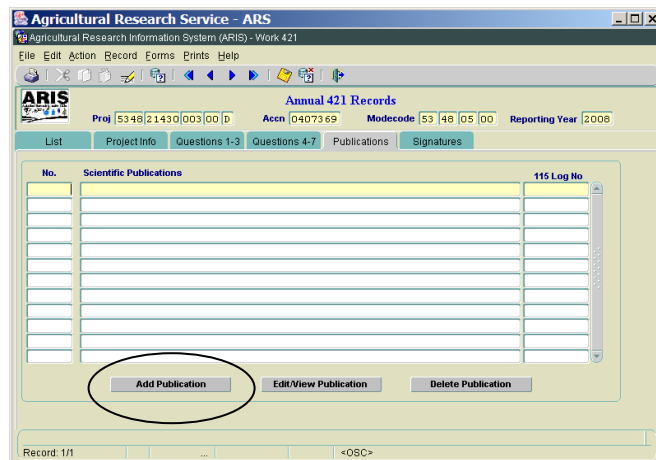 Agricultural Research Service - ARS
Agricultural Research Information System (ARIS) - Work 421
File Edit Action Record Forms Prints Help
ARIS
Annual 421 Records
Proj 5348 21430 003 00 D Accn 0407369 Modecode 53 48 05 00 Reporting Year 2008
List Project Info Questions 1-3 Questions 4-7 Publications Signatures
No. Scientific Publications 115 Log No
Add Publication Edit/View Publication Delete Publication
Record: 1/1 ... <OSC>